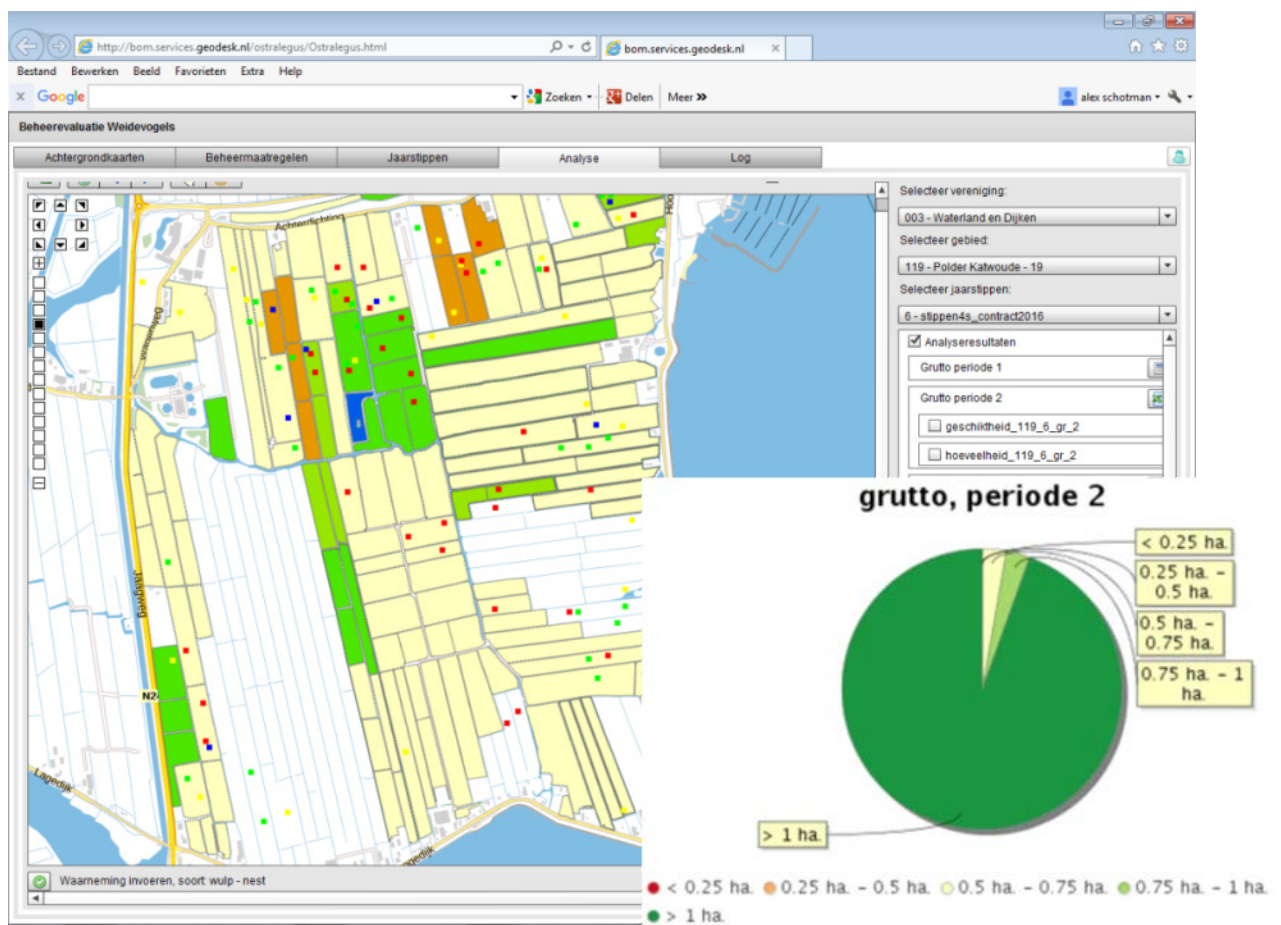 http://bom.services.geodesk.nl/ostralegus/Ostralegus.html
bom.services.geodesk.nl
Bestand Bewerken Beeld Favorieten Extra Help
Google Zoeken Delen Meer »
alex schotman
Beheerevaluatie Weidevogels
Achtergrondkaarten Beheermaatregelen Jaarstippen Analyse Log
Selecteer vereniging:
003 - Waterland en Dijken
Selecteer gebied:
119 - Polder Katwoude - 19
Selecteer jaarstippen:
6 - stippen4s_contract2016
Analyseresultaten
Grutto periode 1
Grutto periode 2
geschiktheid_119_6_gr_2
hoeveelheid_119_6_gr_2
Achterdichting
Jaagweg
Lagedijk
grutto, periode 2
< 0.25 ha.
0.25 ha. -
0.5 ha.
0.5 ha. -
0.75 ha.
0.75 ha. - 1
ha.
> 1 ha.
< 0.25 ha. 0.25 ha. - 0.5 ha. 0.5 ha. - 0.75 ha. 0.75 ha. - 1 ha.
> 1 ha.
Waarneming invoeren, soort: wulp - nest